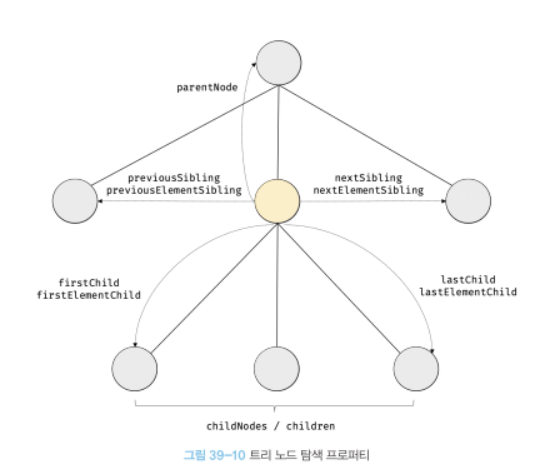 parentNode
previousSibling
previousElementSibling
nextSibling
nextElementSibling
firstChild
firstElementChild
lastChild
lastElementChild
childNodes / children
그림 39-10 트리 노드 탐색 프로퍼티